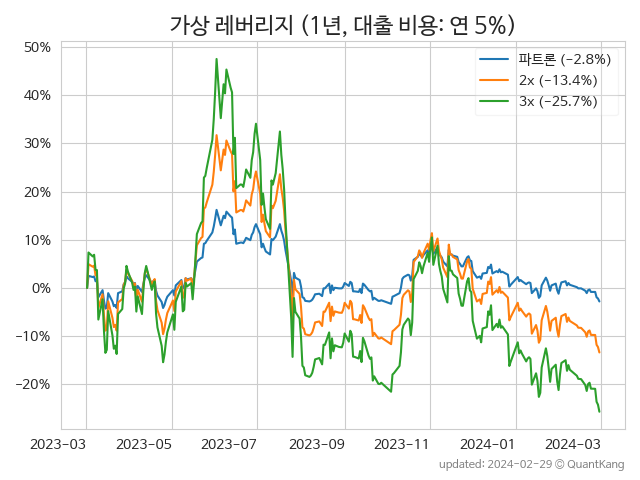 가상 레버리지 (1년, 대출 비용: 연 5%)
파트론 (−2.8%)
2x (−13.4%)
3x (−25.7%)
50%
40%
30%
20%
10%
0%
−10%
−20%
2023-03 2023-05 2023-07 2023-09 2023-11 2024-01 2024-03
updated: 2024-02-29 ⓒ QuantKang